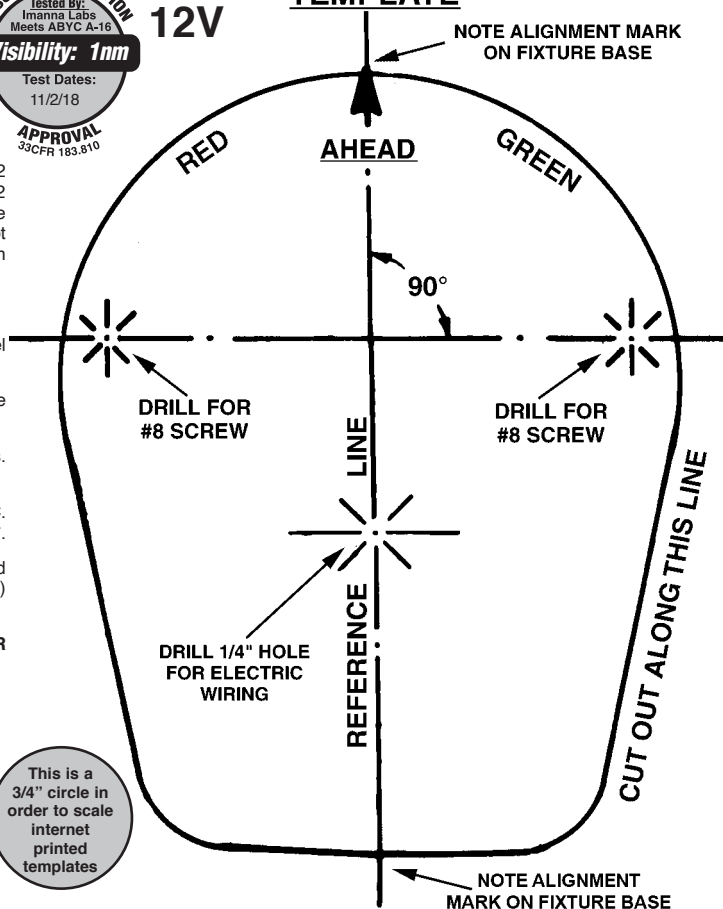 TEMPLATE
Tested By:
Imanna Labs
Meets ABYC A-16
Visibility: 1nm
Test Dates:
11/2/18
APPROVAL
33CFR 183.810
12V
NOTE ALIGNMENT MARK
ON FIXTURE BASE
RED
AHEAD
GREEN
90°
DRILL FOR
#8 SCREW
DRILL FOR
#8 SCREW
LINE
REFERENCE
CUT OUT ALONG THIS LINE
DRILL 1/4" HOLE
FOR ELECTRIC
WIRING
This is a
3/4” circle in
order to scale
internet
printed
templates
NOTE ALIGNMENT
MARK ON FIXTURE BASE